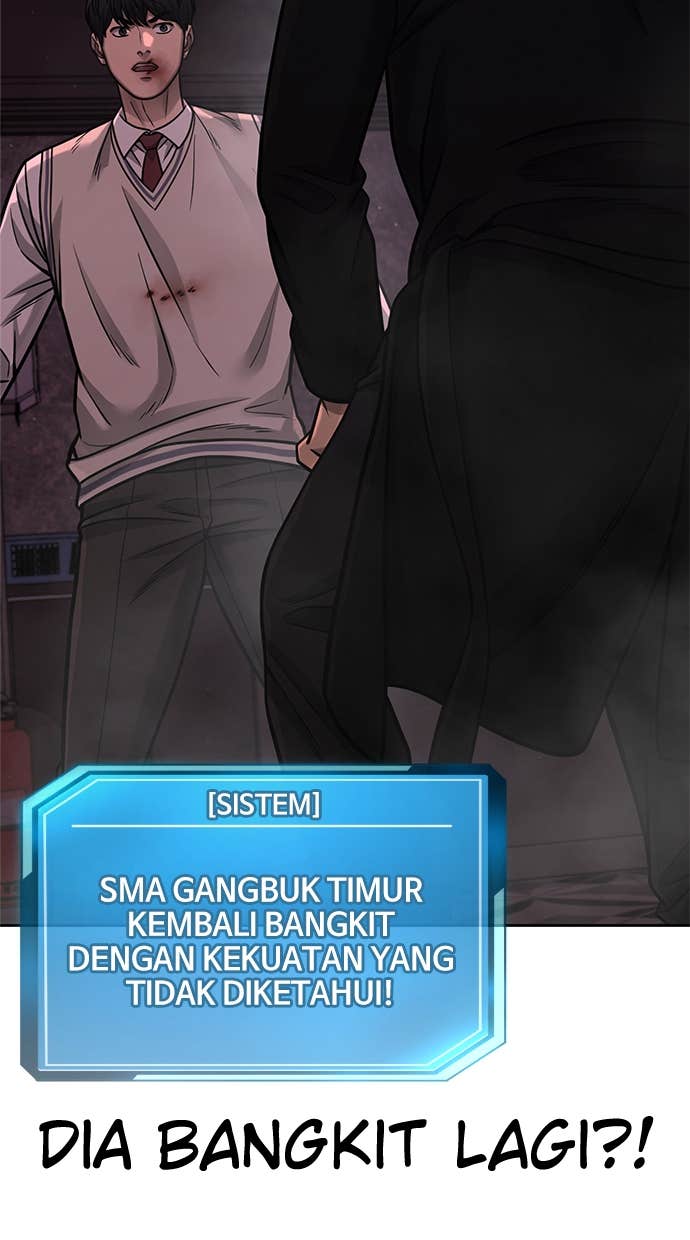 [SISTEM]
SMA GANGBUK TIMUR
KEMBALI BANGKIT
DENGAN KEKUATAN YANG
TIDAK DIKETAHUI!
DIA BANGKIT LAGI?!